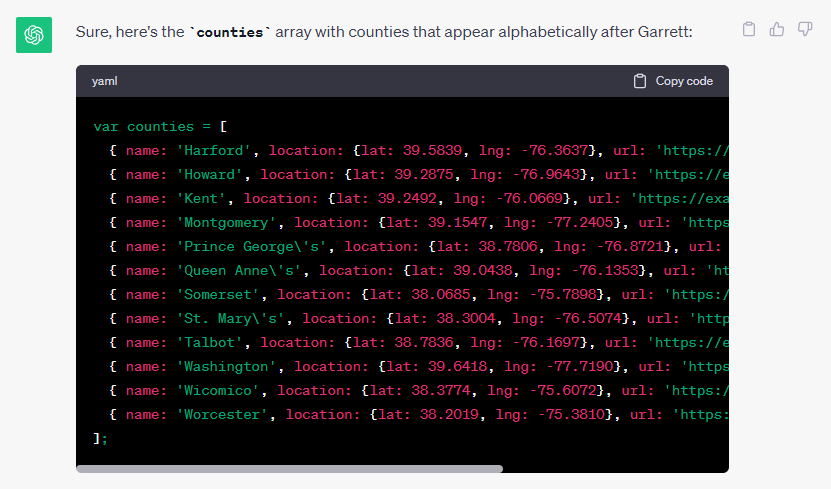 Sure, here's the `counties` array with counties that appear alphabetically after Garrett:
yaml Copy code
var counties = [
{ name: 'Harford', location: {lat: 39.5839, lng: -76.3637}, url: 'https://
{ name: 'Howard', location: {lat: 39.2875, lng: -76.9643}, url: 'https://e
{ name: 'Kent', location: {lat: 39.2492, lng: -76.0669}, url: 'https://exa
{ name: 'Montgomery', location: {lat: 39.1547, lng: -77.2405}, url: 'https
{ name: 'Prince George\'s', location: {lat: 38.7806, lng: -76.8721}, url:
{ name: 'Queen Anne\'s', location: {lat: 39.0438, lng: -76.1353}, url: 'ht
{ name: 'Somerset', location: {lat: 38.0685, lng: -75.7898}, url: 'https:/
{ name: 'St. Mary\'s', location: {lat: 38.3004, lng: -76.5074}, url: 'http
{ name: 'Talbot', location: {lat: 38.7836, lng: -76.1697}, url: 'https://e
{ name: 'Washington', location: {lat: 39.6418, lng: -77.7190}, url: 'https
{ name: 'Wicomico', location: {lat: 38.3774, lng: -75.6072}, url: 'https:/
{ name: 'Worcester', location: {lat: 38.2019, lng: -75.3810}, url: 'https:
];